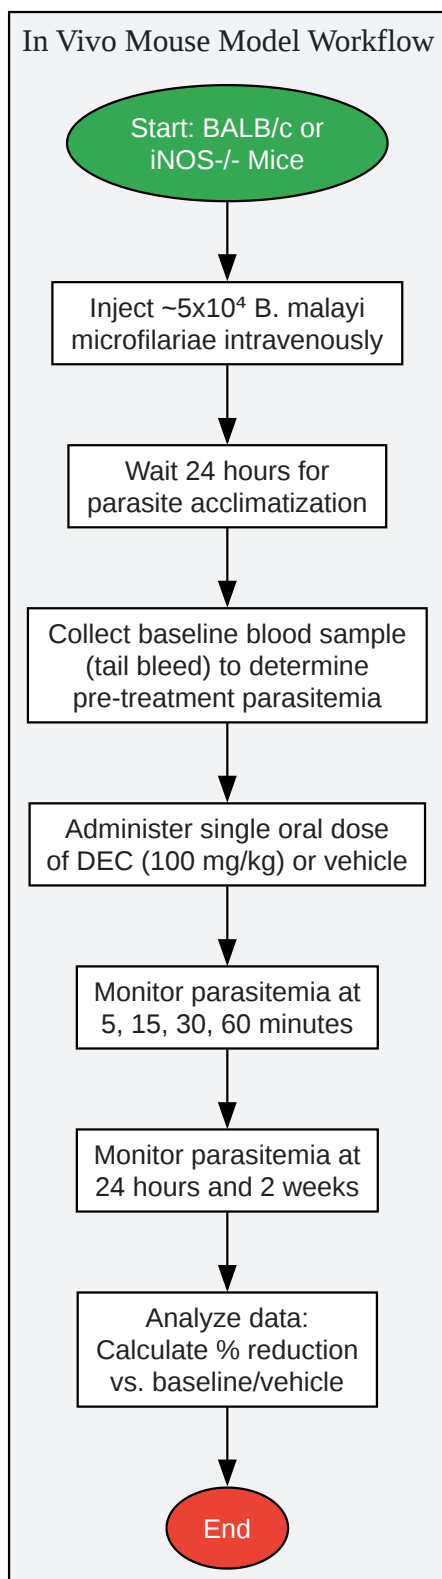 In Vivo Mouse Model Workflow
Start: BALB/c or
iNOS-/- Mice
Inject ~5x10⁴ B. malayi
microfilariae intravenously
Wait 24 hours for
parasite acclimatization
Collect baseline blood sample
(tail bleed) to determine
pre-treatment parasitemia
Administer single oral dose
of DEC (100 mg/kg) or vehicle
Monitor parasitemia at
5, 15, 30, 60 minutes
Monitor parasitemia at
24 hours and 2 weeks
Analyze data:
Calculate % reduction
vs. baseline/vehicle
End